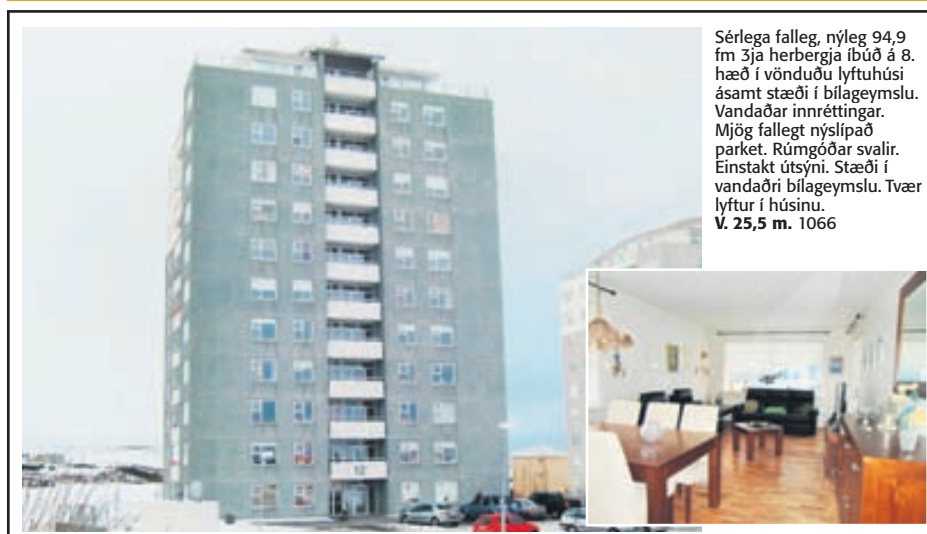 Sérlega falleg, nýleg 94,9
fm 3ja herbergja íbúð á 8.
hæð í vönduðu lyftuhúsi
ásamt stæði í bílageymslu.
Vandaðar innréttingar.
Mjög fallegt nýslípað
parket. Rúmgóðar svalir.
Einstakt útsýni. Stæði í
vandaðri bílageymslu. Tvær
lyftur í húsinu.
V. 25,5 m. 1066
12